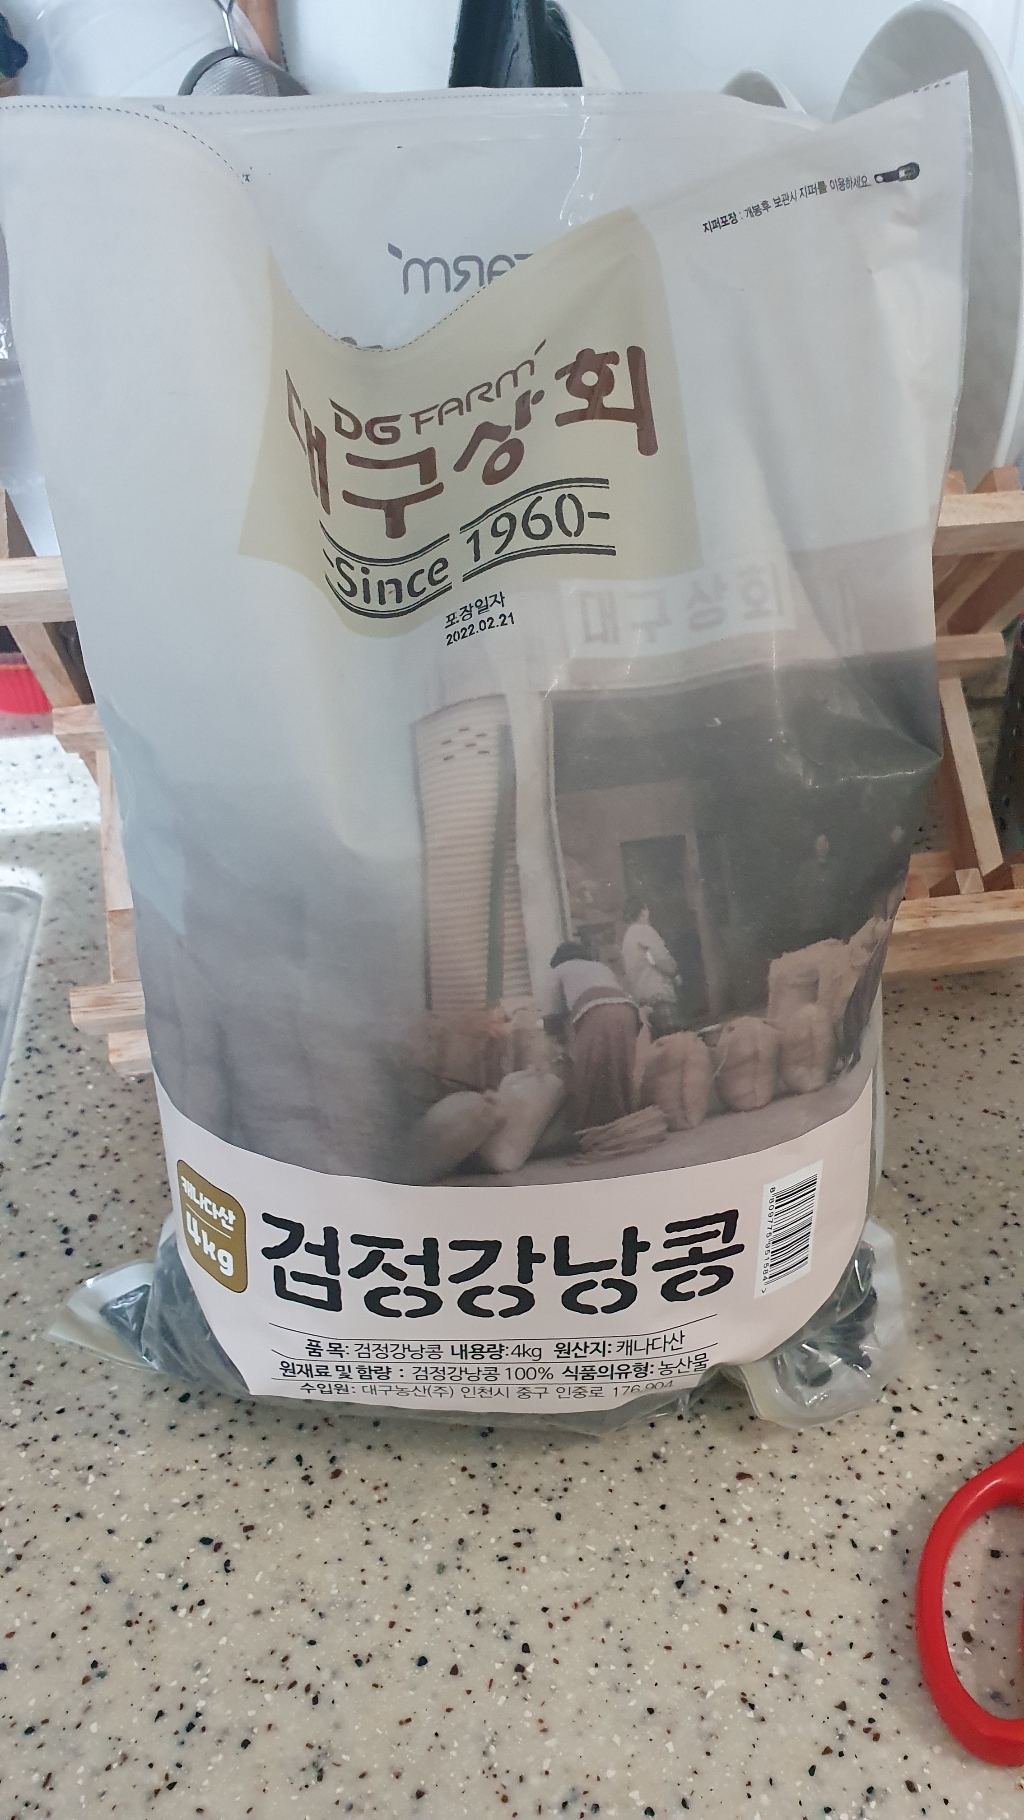 지퍼포장 : 개봉후 보관시 지퍼를 이용하세요.
FARM
DG FARM
대구상회
-Since 1960-
포장일자
2022.02.21
대구상회
캐나다산
4kg
검정강낭콩
품 목: 검정강낭콩 내용량:4kg 원산지: 캐나다산
원재료 및 함량 : 검정강낭콩 100% 식품의유형: 농산물
수입원: 대구농산(주) 인천시 중구 인중로 176,904